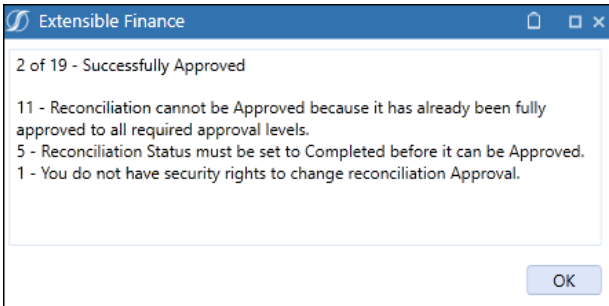 Extensible Finance
2 of 19 - Successfully Approved
11 - Reconciliation cannot be Approved because it has already been fully
approved to all required approval levels.
5 - Reconciliation Status must be set to Completed before it can be Approved.
1 - You do not have security rights to change reconciliation Approval.
OK